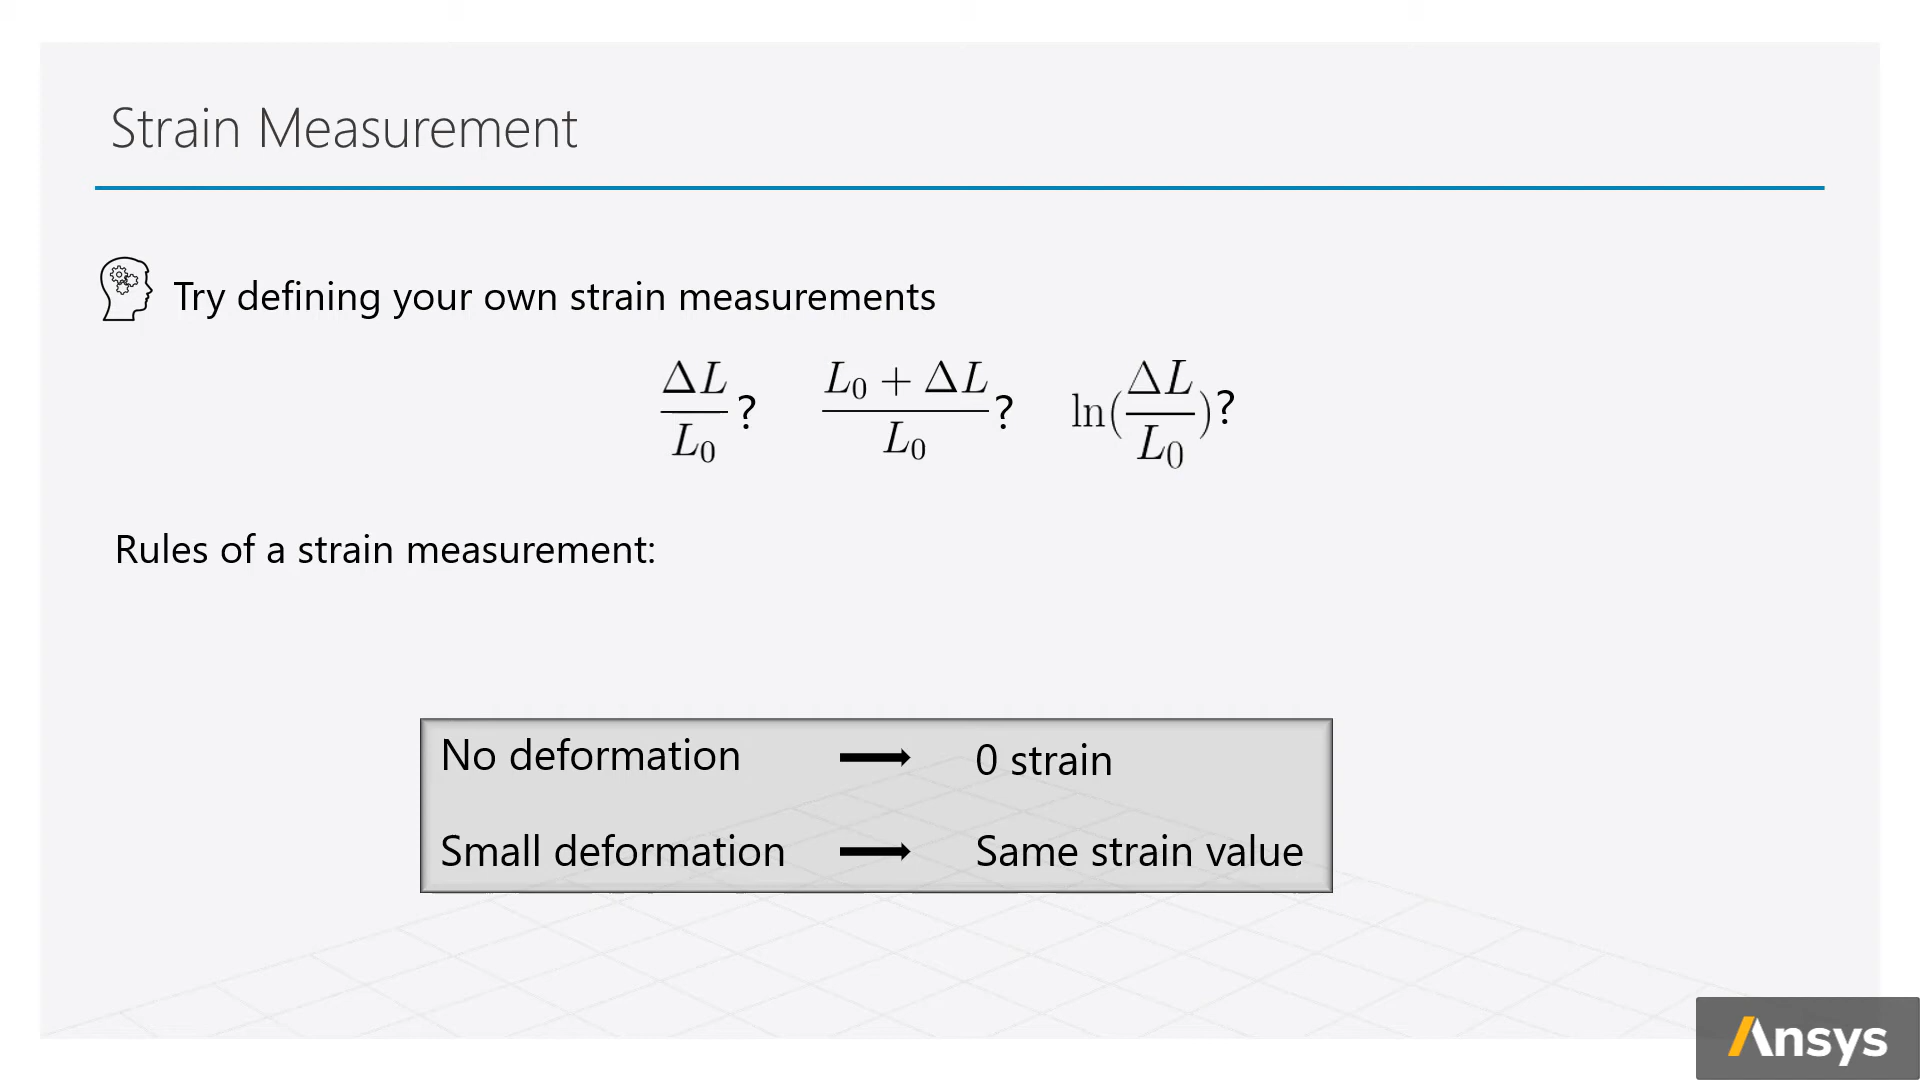 Strain Measurement
Try defining your own strain measurements
ΔL/L₀? (L₀ + ΔL)/L₀? ln(ΔL/L₀)?
Rules of a strain measurement:
No deformation → 0 strain
Small deformation → Same strain value
Ansys